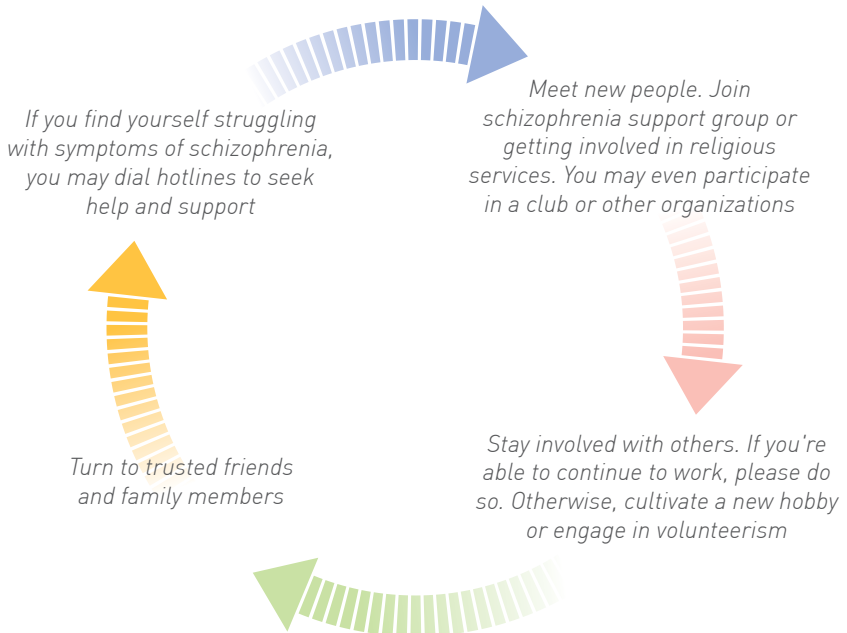 If you find yourself struggling
with symptoms of schizophrenia,
you may dial hotlines to seek
help and support
Meet new people. Join
schizophrenia support group or
getting involved in religious
services. You may even participate
in a club or other organizations
Stay involved with others. If you're
able to continue to work, please do
so. Otherwise, cultivate a new hobby
or engage in volunteerism
Turn to trusted friends
and family members